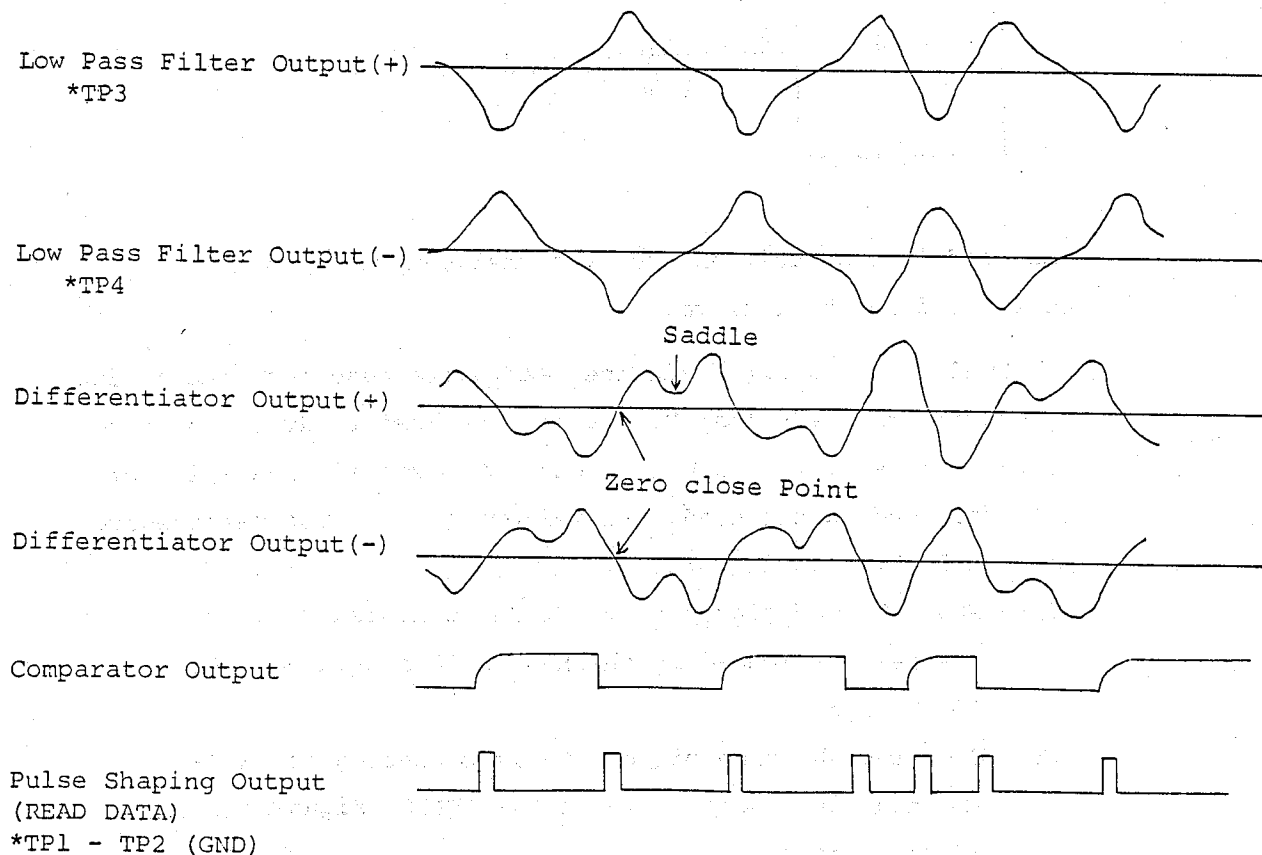 Low Pass Filter Output(+)
*TP3
Low Pass Filter Output(-)
*TP4
Saddle
Differentiator Output(+)
Zero close Point
Differentiator Output(-)
Comparator Output
Pulse Shaping Output
(READ DATA)
*TP1 - TP2 (GND)